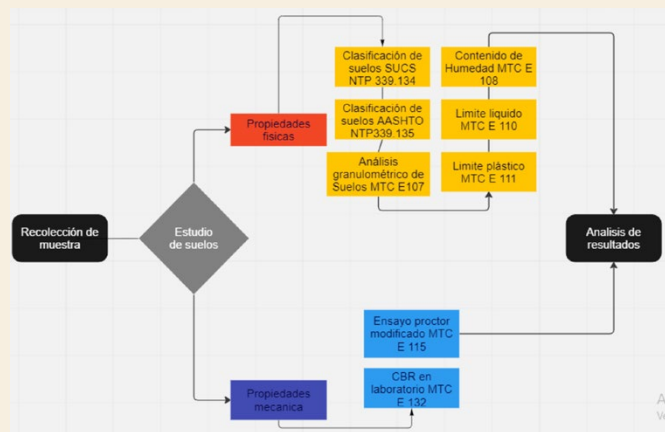 Recolección de
muestra
Estudio
de suelos
Propiedades
físicas
Clasificación de
suelos SUCS
NTP 339.134
Clasificación de
suelos AASHTO
NTP339.135
Análisis
granulométrico de
Suelos MTC E107
Contenido de
Humedad MTC E
108
Limite liquido
MTC E 110
Limite plástico
MTC E 111
Analisis de
resultados
Propiedades
mecanica
Ensayo proctor
modificado MTC
E 115
CBR en
laboratorio MTC
E 132